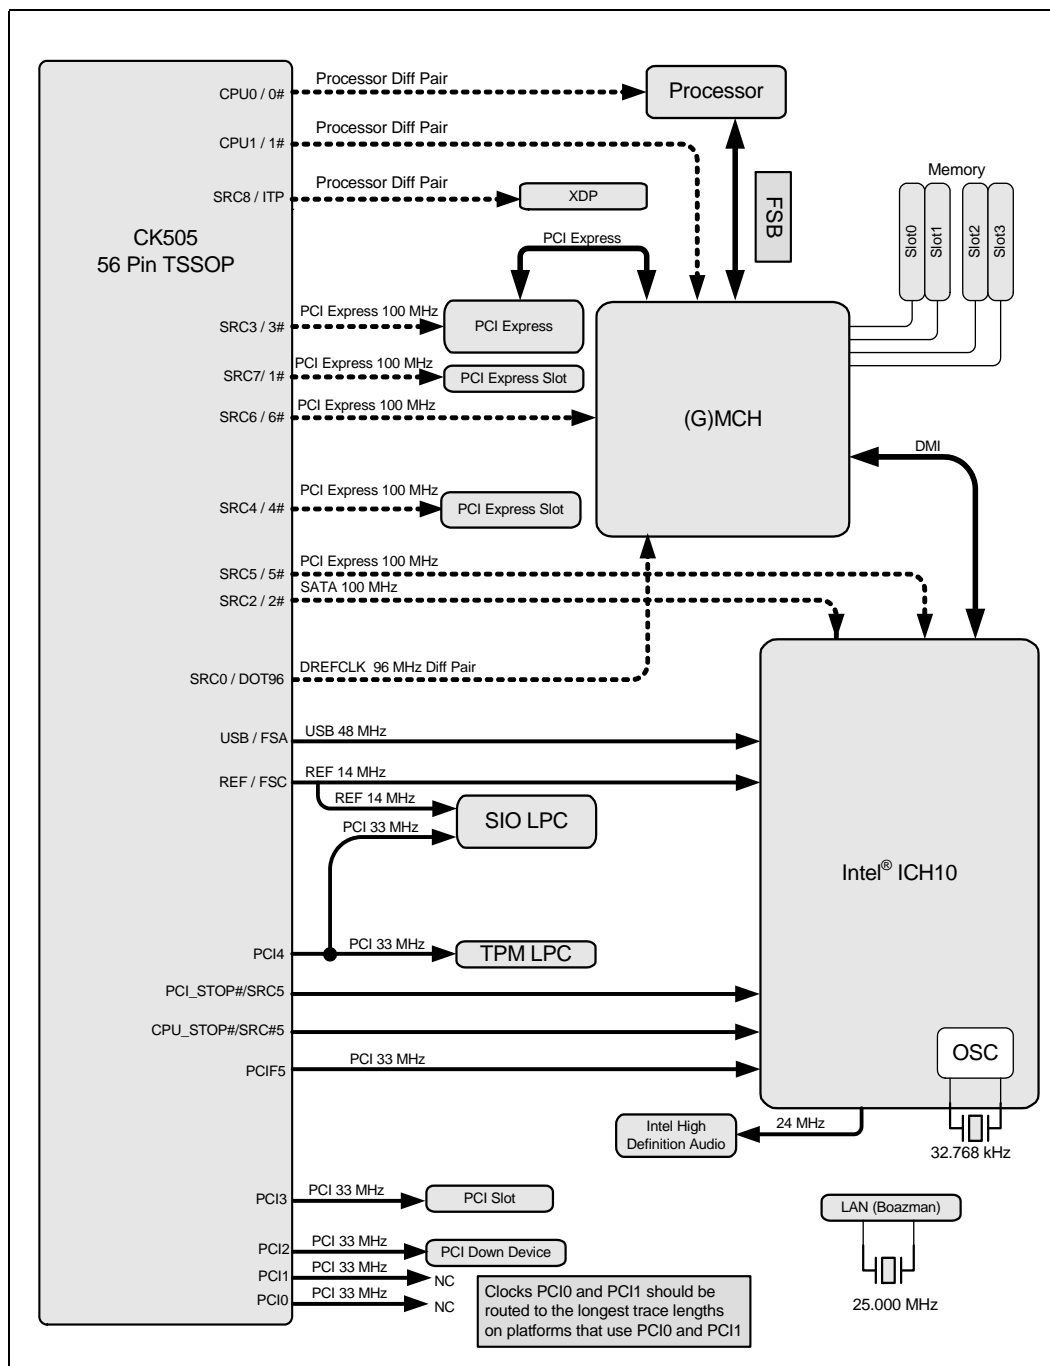 CK505
56 Pin TSSOP
CPU0 / 0#
Processor Diff Pair
Processor
CPU1 / 1#
Processor Diff Pair
SRC8 / ITP
Processor Diff Pair
XDP
FSB
Memory
Slot0
Slot1
Slot2
Slot3
PCI Express
SRC3 / 3#
PCI Express 100 MHz
PCI Express
SRC7/ 1#
PCI Express 100 MHz
PCI Express Slot
SRC6 / 6#
PCI Express 100 MHz
(G)MCH
DMI
SRC4 / 4#
PCI Express 100 MHz
PCI Express Slot
SRC5 / 5#
PCI Express 100 MHz
SRC2 / 2#
SATA 100 MHz
SRC0 / DOT96
DREFCLK 96 MHz Diff Pair
USB / FSA
USB 48 MHz
REF / FSC
REF 14 MHz
REF 14 MHz
SIO LPC
PCI 33 MHz
Intel® ICH10
PCI4
PCI 33 MHz
TPM LPC
PCI_STOP#/SRC5
CPU_STOP#/SRC#5
PCIF5
PCI 33 MHz
OSC
32.768 kHz
Intel High
Definition Audio
24 MHz
PCI3
PCI 33 MHz
PCI Slot
LAN (Boazman)
25.000 MHz
PCI2
PCI 33 MHz
PCI Down Device
PCI1
PCI 33 MHz
NC
PCI0
PCI 33 MHz
NC
Clocks PCI0 and PCI1 should be
routed to the longest trace lengths
on platforms that use PCI0 and PCI1